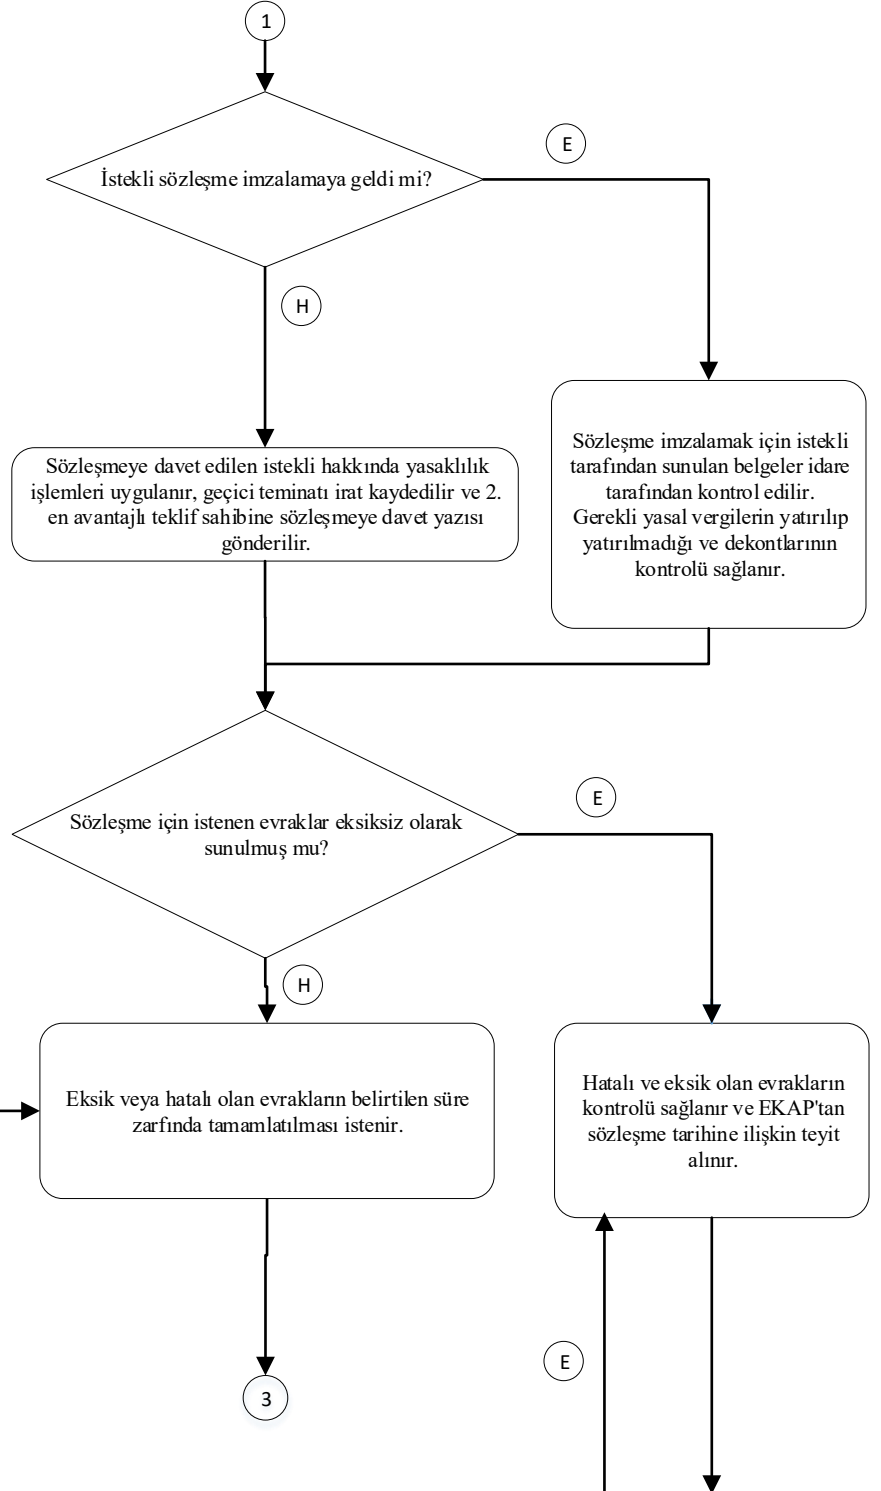 1
E
İstekli sözleşme imzalamaya geldi mi?
H
Sözleşme imzalamak için istekli
tarafından sunulan belgeler idare
tarafından kontrol edilir.
Gerekli yasal vergilerin yatırılıp
yatırılmadığı ve dekontlarının
kontrolü sağlanır.
Sözleşmeye davet edilen istekli hakkında yasaklılık
işlemleri uygulanır, geçici teminatı irat kaydedilir ve 2.
en avantajlı teklif sahibine sözleşmeye davet yazısı
gönderilir.
E
Sözleşme için istenen evraklar eksiksiz olarak
sunulmuş mu?
H
Eksik veya hatalı olan evrakların belirtilen süre
zarfında tamamlatılması istenir.
Hatalı ve eksik olan evrakların
kontrolü sağlanır ve EKAP'tan
sözleşme tarihine ilişkin teyit
alınır.
E
3